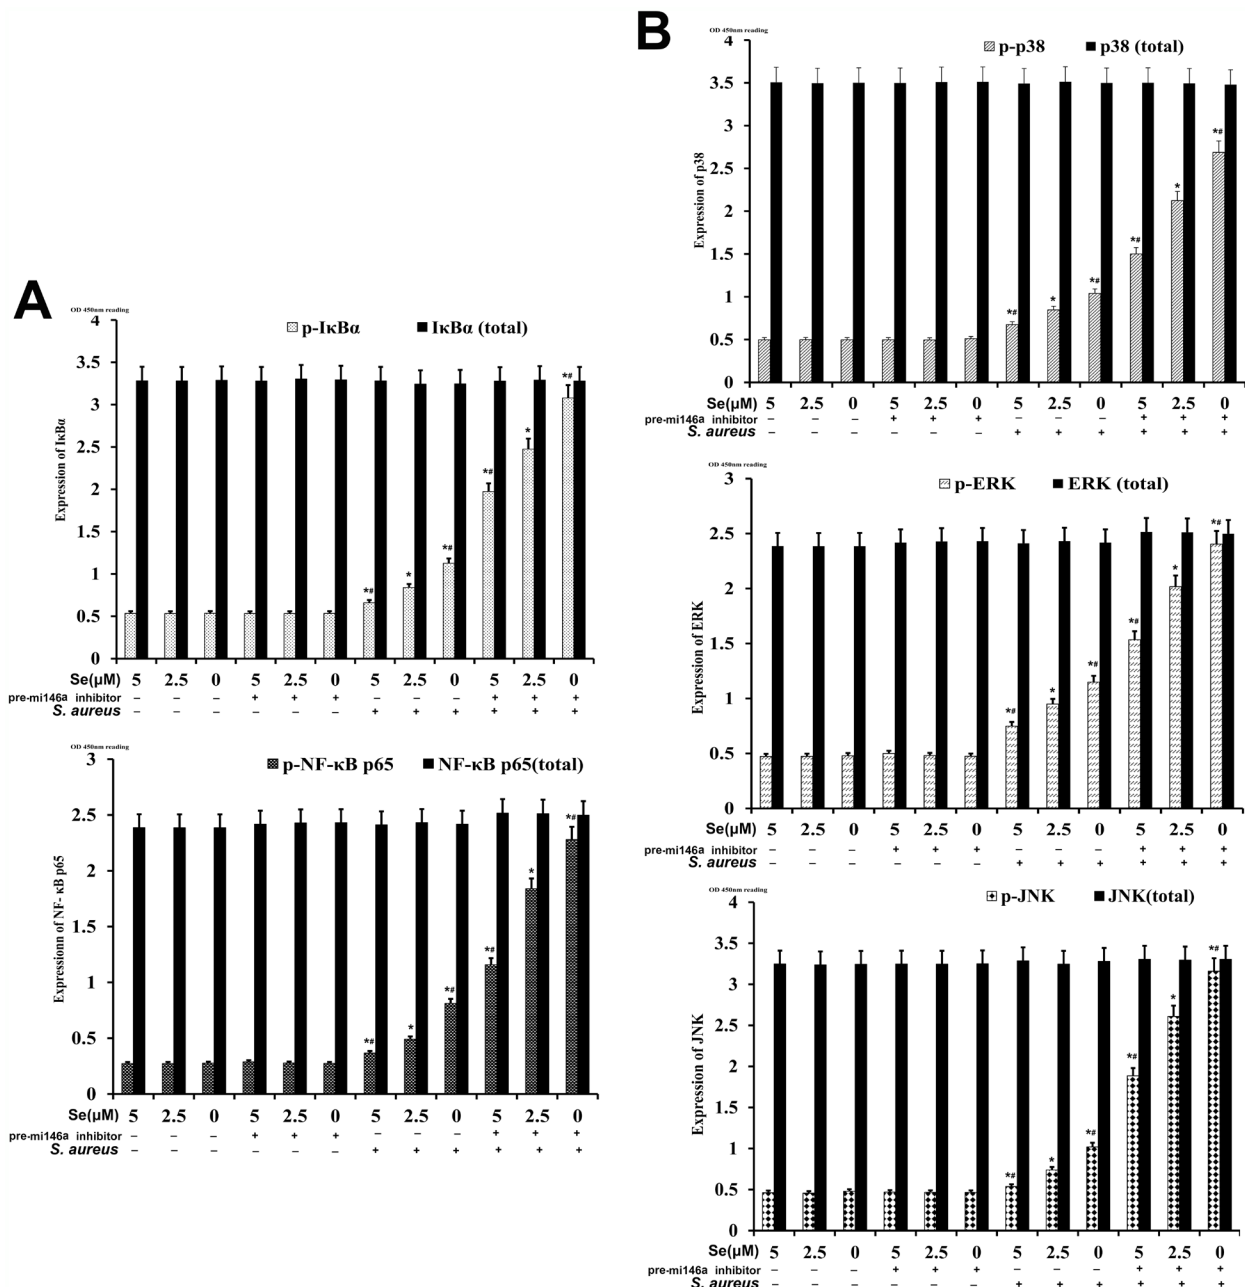 A
OD 450nm reading
p-IκBα IκBα (total)
Expression of IκBα
4
3.5
3
2.5
2
1.5
1
0.5
0
*# * *# *# * *#
Se(μM) 5 2.5 0 5 2.5 0 5 2.5 0 5 2.5 0
pre-mi146a inhibitor – – – + + + – – – + + +
S. aureus – – – – – – + + + + + +
OD 450nm reading
p-NF-κB p65 NF-κB p65(total)
Expressionn of NF- κB p65
3
2.5
2
1.5
1
0.5
0
*# * *# *# * *#
Se(μM) 5 2.5 0 5 2.5 0 5 2.5 0 5 2.5 0
pre-mi146a inhibitor – – – + + + – – – + + +
S. aureus – – – – – – + + + + + +
B
OD 450nm reading
p-p38 p38 (total)
Expression of p38
4
3.5
3
2.5
2
1.5
1
0.5
0
*# * *# *# * *#
Se(μM) 5 2.5 0 5 2.5 0 5 2.5 0 5 2.5 0
pre-mi146a inhibitor – – – + + + – – – + + +
S. aureus – – – – – – + + + + + +
OD 450nm reading
p-ERK ERK (total)
Expression of ERK
3
2.5
2
1.5
1
0.5
0
*# * *# *# * *#
Se(μM) 5 2.5 0 5 2.5 0 5 2.5 0 5 2.5 0
pre-mi146a inhibitor – – – + + + – – – + + +
S. aureus – – – – – – + + + + + +
OD 450nm reading
p-JNK JNK(total)
Expression of JNK
4
3.5
3
2.5
2
1.5
1
0.5
0
*# * *# *# * *#
Se(μM) 5 2.5 0 5 2.5 0 5 2.5 0 5 2.5 0
pre-mi146a inhibitor – – – + + + – – – + + +
S. aureus – – – – – – + + + + + +